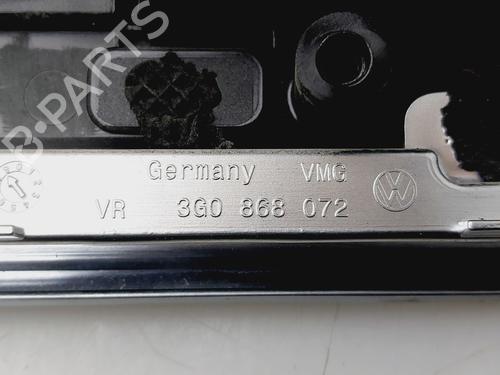 Germany VMG
VR 3G0 868 072
B-PARTS